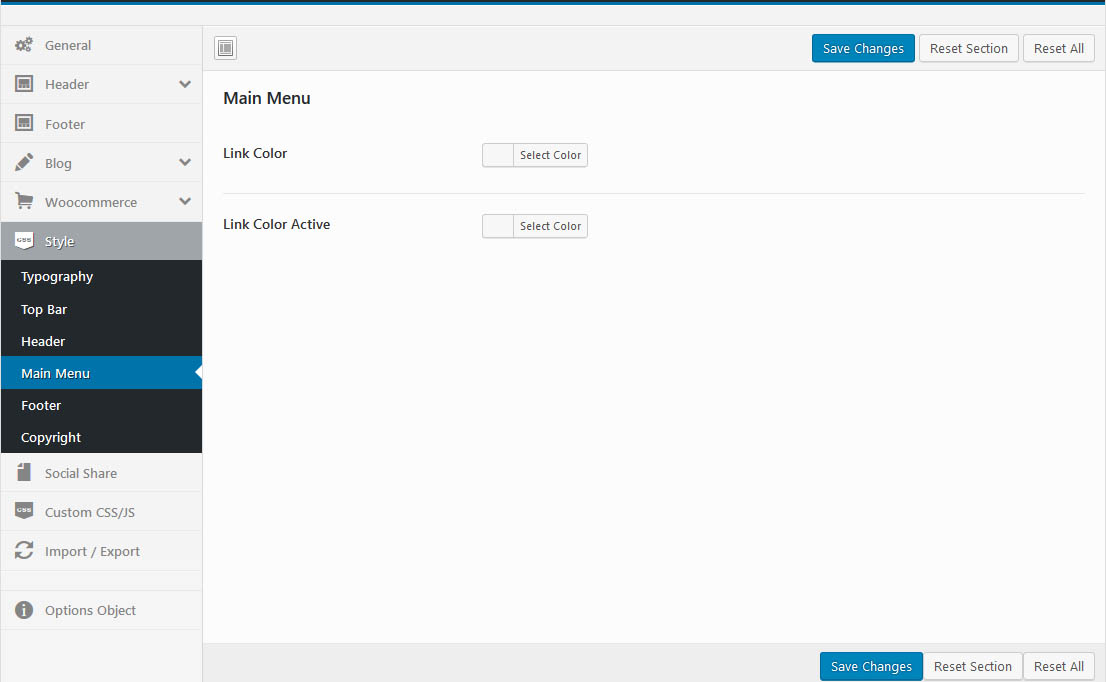 General
Header
Footer
Blog
Woocommerce
CSS
Style
Typography
Top Bar
Header
Main Menu
Footer
Copyright
Social Share
CSS
Custom CSS/JS
Import / Export
Options Object
Save Changes Reset Section Reset All
Main Menu
Link Color Select Color
Link Color Active Select Color
Save Changes Reset Section Reset All